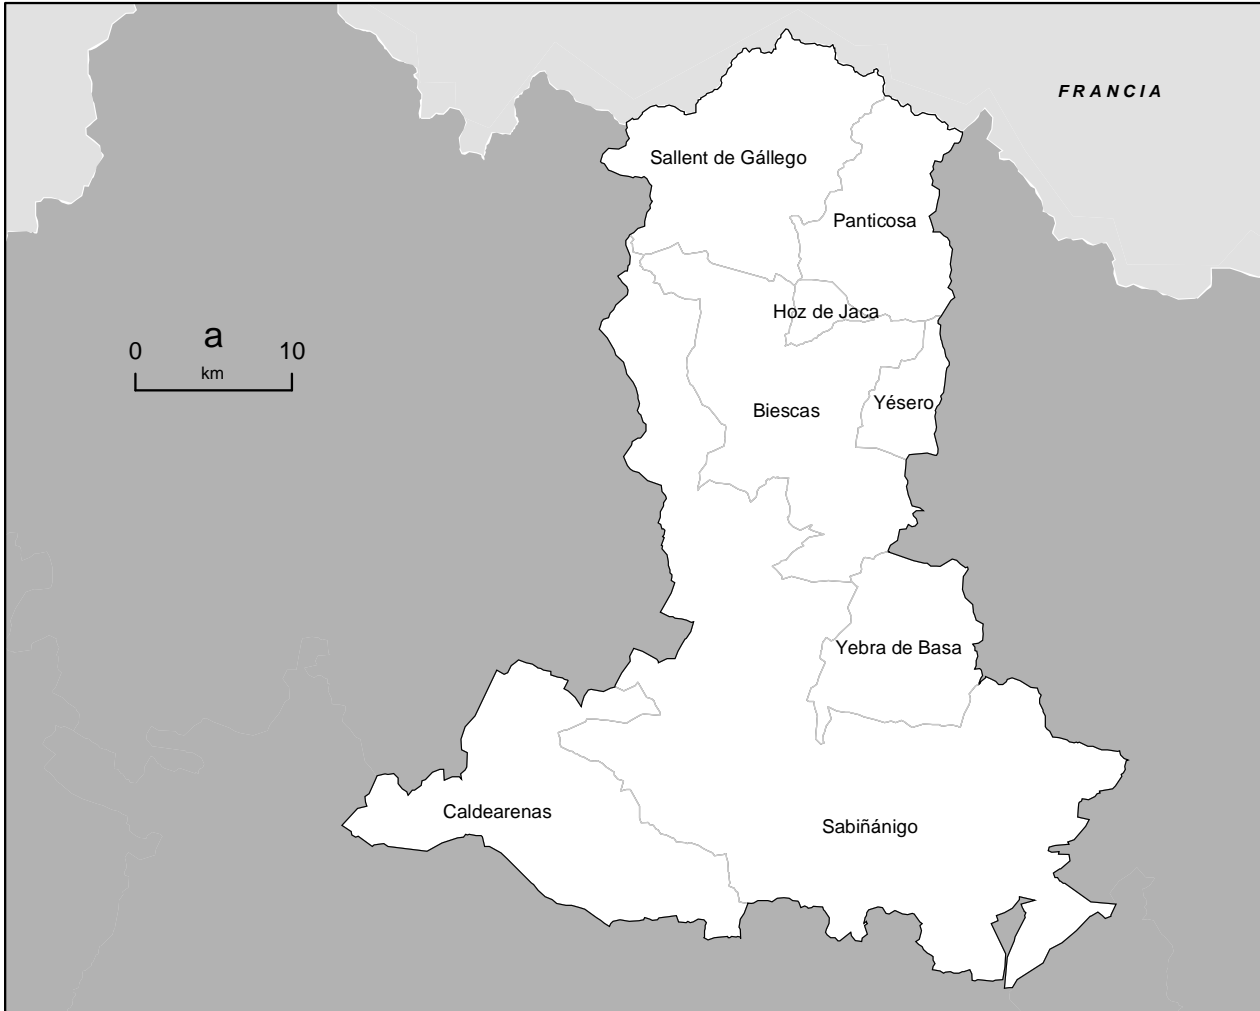 FRANCIA
Sallent de Gállego
Panticosa
Hoz de Jaca
a
0 10
km
Biescas
Yésero
Yebra de Basa
Caldearenas
Sabiñánigo